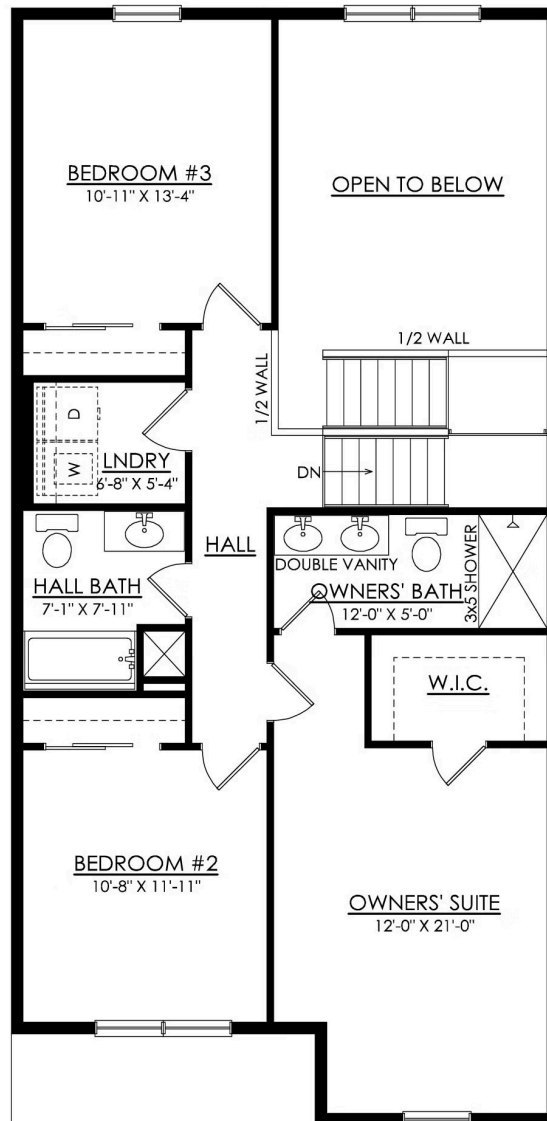 BEDROOM #3
10'-11" X 13'-4"
OPEN TO BELOW
1/2 WALL
1/2 WALL
D
W
LNDRY
6'-8" X 5'-4"
DN
HALL
HALL BATH
7'-1" X 7'-11"
DOUBLE VANITY
OWNERS' BATH
12'-0" X 5'-0"
3x5 SHOWER
W.I.C.
BEDROOM #2
10'-8" X 11'-11"
OWNERS' SUITE
12'-0" X 21'-0"